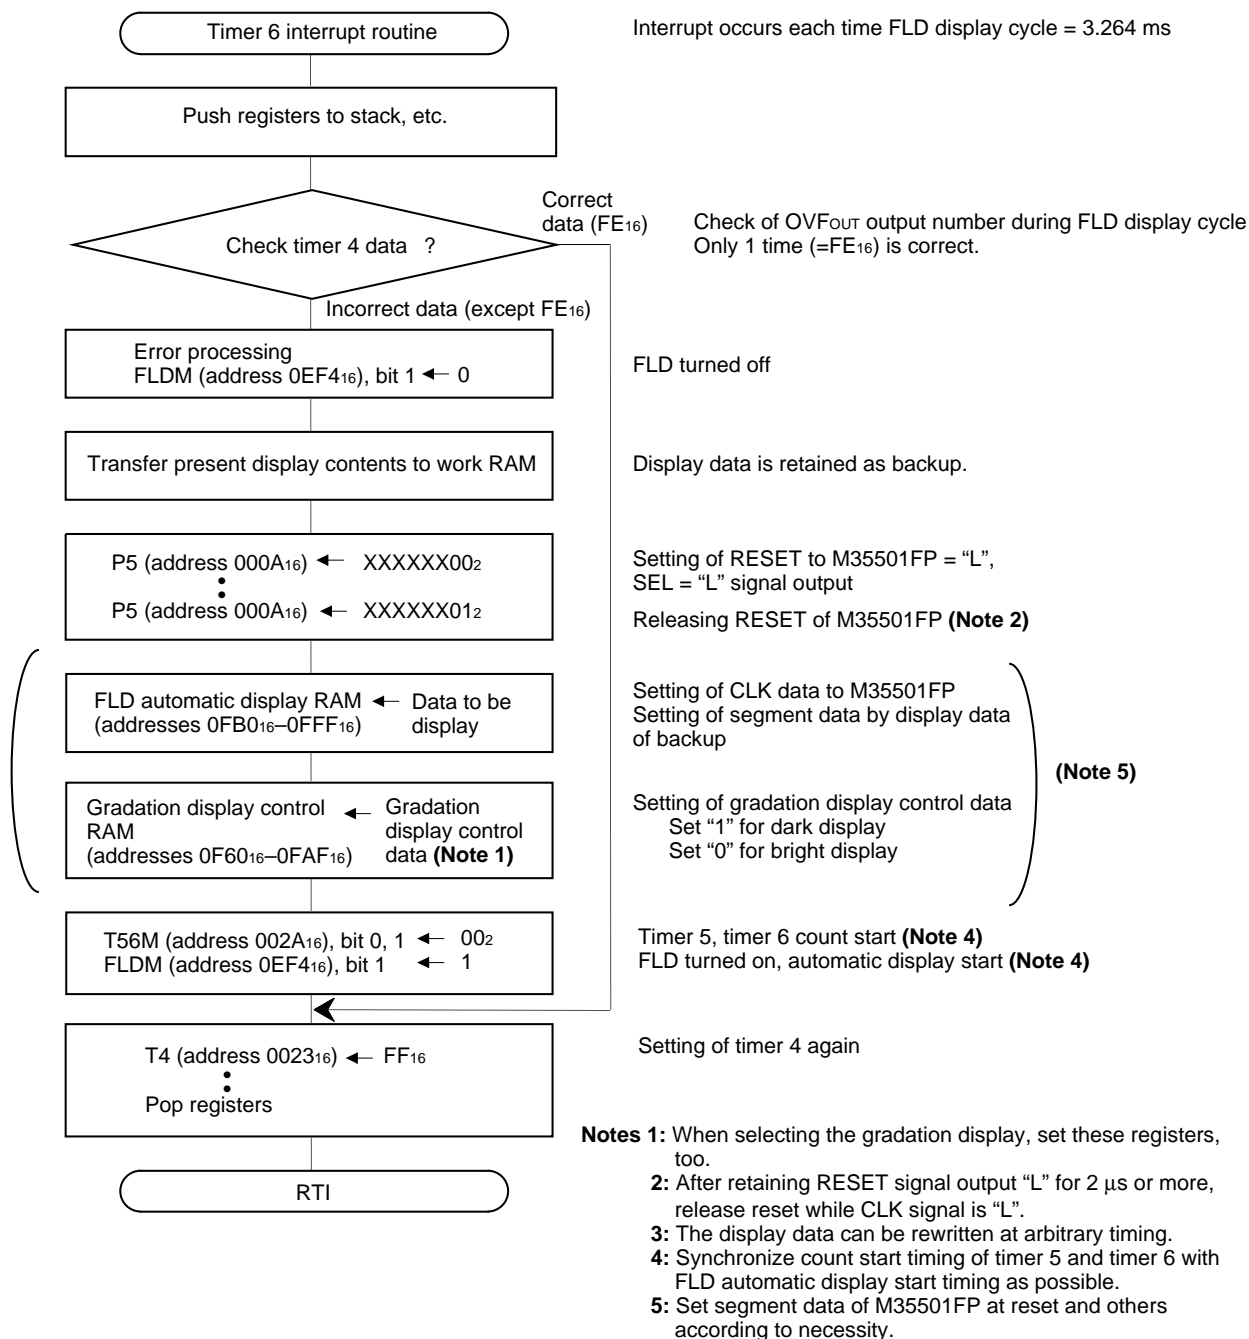 Timer 6 interrupt routine
Interrupt occurs each time FLD display cycle = 3.264 ms
Push registers to stack, etc.
Check timer 4 data ?
Correct
data (FE16)
Check of OVFOUT output number during FLD display cycle
Only 1 time (=FE16) is correct.
Incorrect data (except FE16)
Error processing
FLDM (address 0EF416), bit 1 ← 0
FLD turned off
Transfer present display contents to work RAM
Display data is retained as backup.
P5 (address 000A16) ← XXXXXX002
P5 (address 000A16) ← XXXXXX012
Setting of RESET to M35501FP = “L”,
SEL = “L” signal output
Releasing RESET of M35501FP (Note 2)
FLD automatic display RAM ← Data to be
(addresses 0FB016–0FFF16) display
Setting of CLK data to M35501FP
Setting of segment data by display data
of backup
(Note 5)
Gradation display control ← Gradation
RAM display control
(addresses 0F6016–0FAF16) data (Note 1)
Setting of gradation display control data
Set “1” for dark display
Set “0” for bright display
T56M (address 002A16), bit 0, 1 ← 002
FLDM (address 0EF416), bit 1 ← 1
Timer 5, timer 6 count start (Note 4)
FLD turned on, automatic display start (Note 4)
T4 (address 002316) ← FF16
Pop registers
Setting of timer 4 again
RTI
Notes 1: When selecting the gradation display, set these registers,
too.
2: After retaining RESET signal output “L” for 2 μs or more,
release reset while CLK signal is “L”.
3: The display data can be rewritten at arbitrary timing.
4: Synchronize count start timing of timer 5 and timer 6 with
FLD automatic display start timing as possible.
5: Set segment data of M35501FP at reset and others
according to necessity.